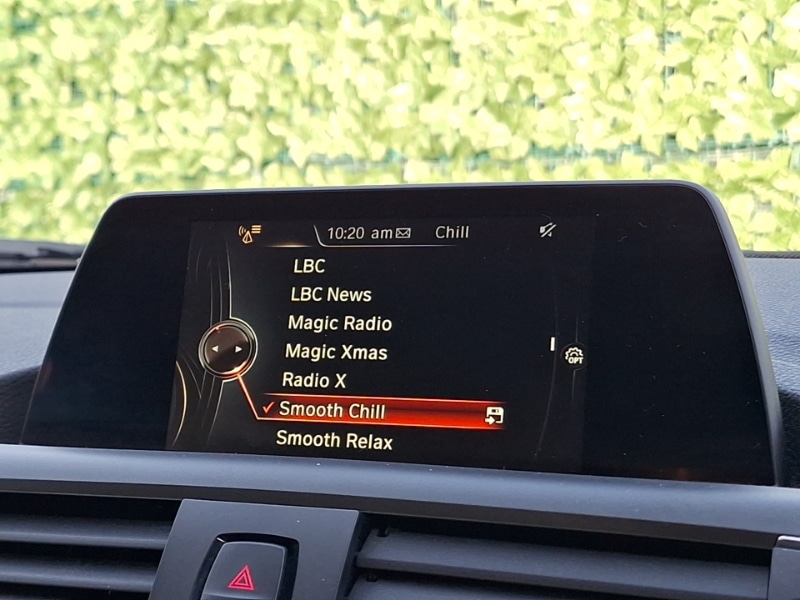 10:20 am Chill
LBC
LBC News
Magic Radio
Magic Xmas
Radio X
Smooth Chill
Smooth Relax
OPT